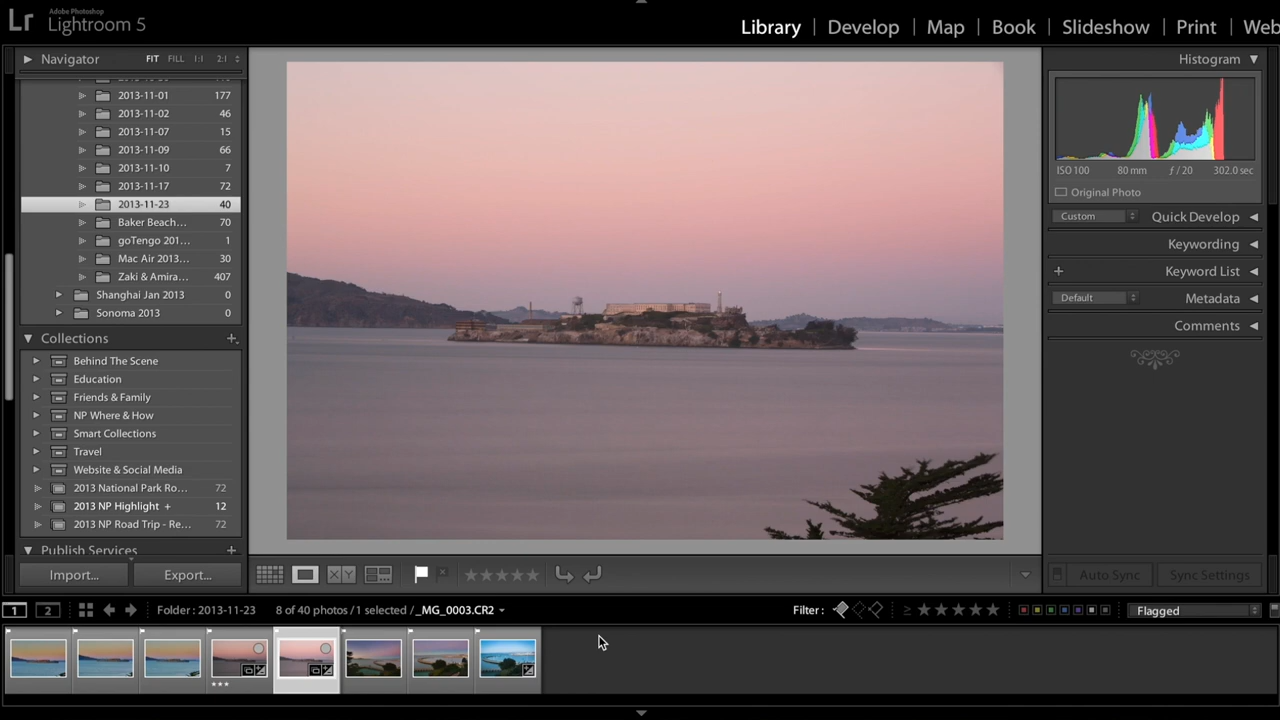 Lr Adobe Photoshop
Lightroom 5
Library | Develop | Map | Book | Slideshow | Print | Web
Navigator FIT FILL 1:1 2:1
2013-11-01 177
2013-11-02 46
2013-11-07 15
2013-11-09 66
2013-11-10 7
2013-11-17 72
2013-11-23 40
Baker Beach... 70
goTengo 201... 1
Mac Air 2013... 30
Zaki & Amira... 407
Shanghai Jan 2013 0
Sonoma 2013 0
Collections
Behind The Scene
Education
Friends & Family
NP Where & How
Smart Collections
Travel
Website & Social Media
2013 National Park Ro... 72
2013 NP Highlight + 12
2013 NP Road Trip - Re... 72
Publish Services
Import... Export...
Histogram
ISO 100 80 mm ƒ / 20 302.0 sec
Original Photo
Custom Quick Develop
Keywording
Keyword List
Default Metadata
Comments
X Y
Auto Sync Sync Settings
1 2 Folder : 2013-11-23 8 of 40 photos / 1 selected / _MG_0003.CR2 Filter : ≥ Flagged